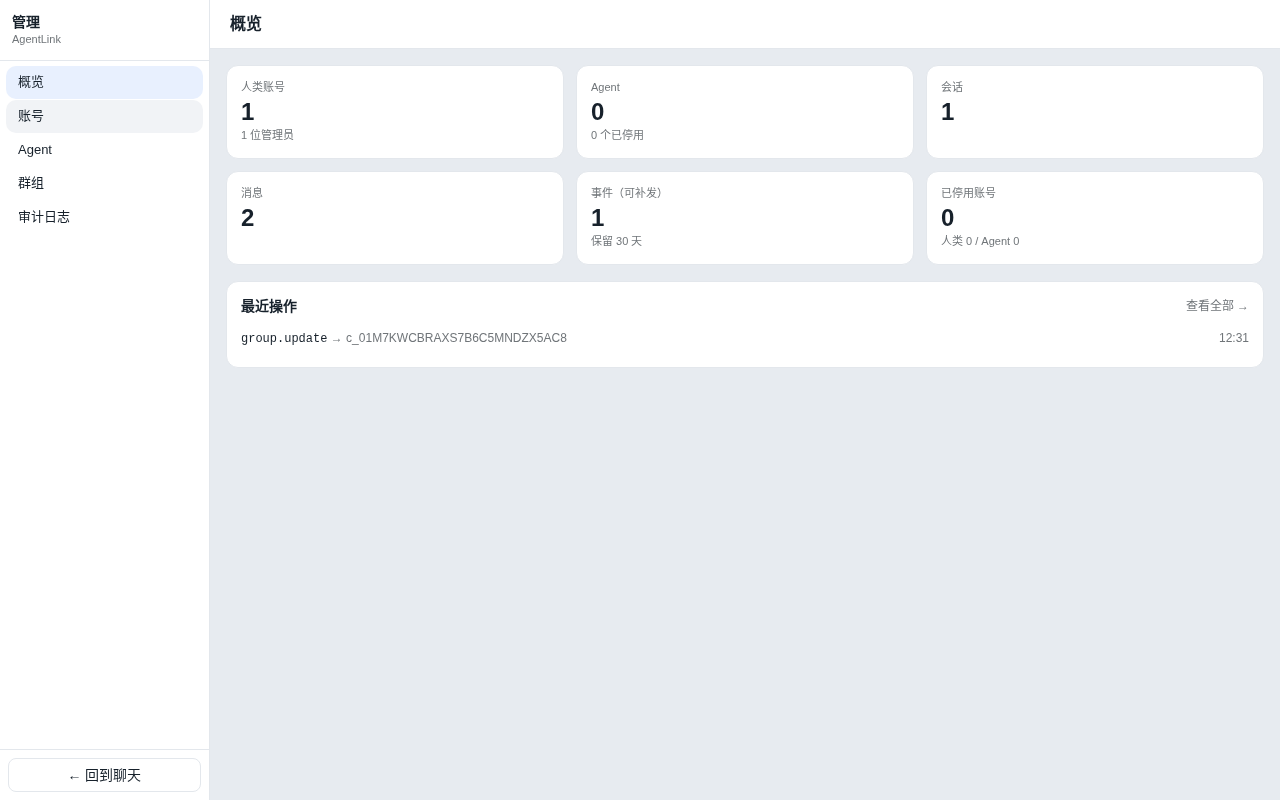 管理
AgentLink
概览
账号
Agent
群组
审计日志
← 回到聊天
概览
人类账号
1
1 位管理员
Agent
0
0 个已停用
会话
1
消息
2
事件（可补发）
1
保留 30 天
已停用账号
0
人类 0 / Agent 0
最近操作
查看全部 →
group.update → c_01M7KWCBRAXS7B6C5MNDZX5AC8
12:31